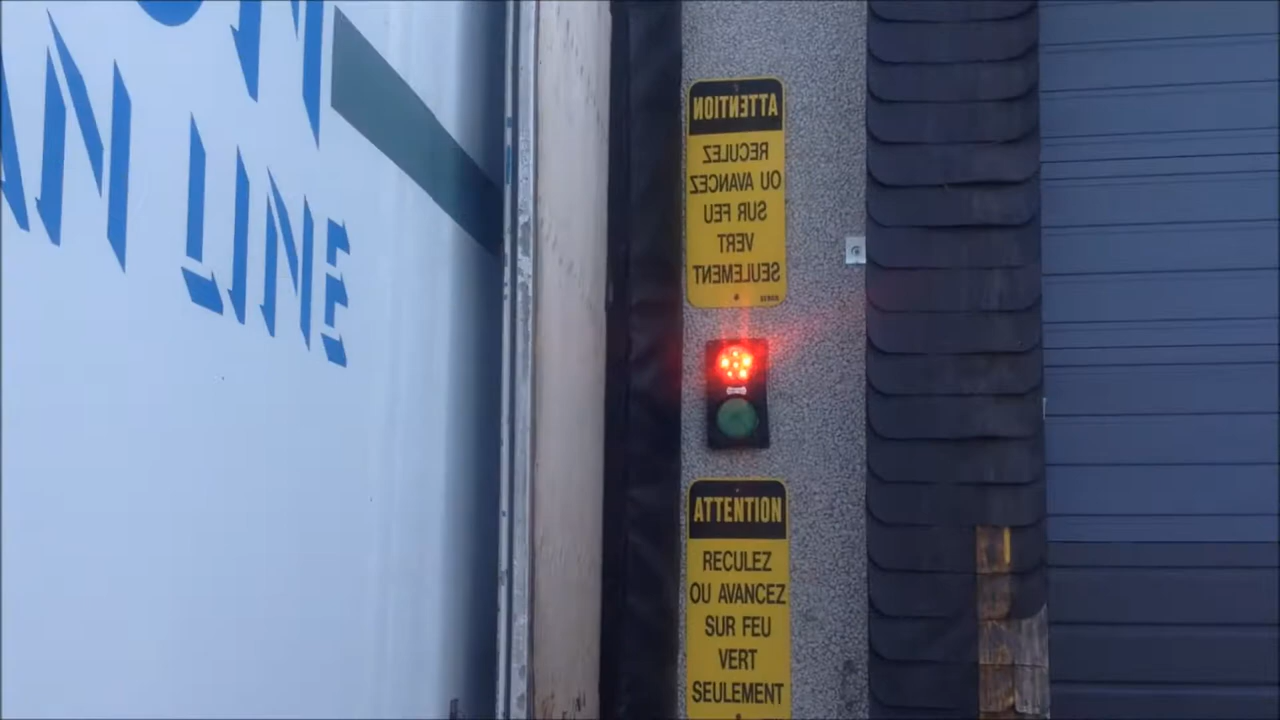 AN LINE
ATTENTION
RECULEZ
OU AVANCEZ
SUR FEU
VERT
SEULEMENT
ATTENTION
RECULEZ
OU AVANCEZ
SUR FEU
VERT
SEULEMENT